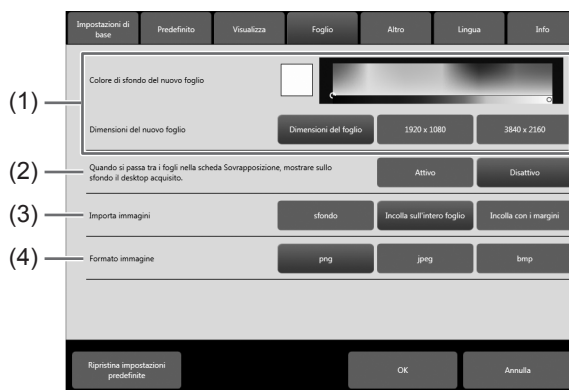 Impostazioni di
base
Predefinito
Visualizza
Foglio
Altro
Lingua
Info
(1)
Colore di sfondo del nuovo foglio
Dimensioni del nuovo foglio
Dimensioni del foglio
1920 x 1080
3840 x 2160
(2)
Quando si passa tra i fogli nella scheda Sovrapposizione, mostrare sullo
sfondo il desktop acquisito.
Attivo
Disattivo
(3)
Importa immagini
sfondo
Incolla sull'intero foglio
Incolla con i margini
(4)
Formato immagine
png
jpeg
bmp
Ripristina impostazioni
predefinite
OK
Annulla